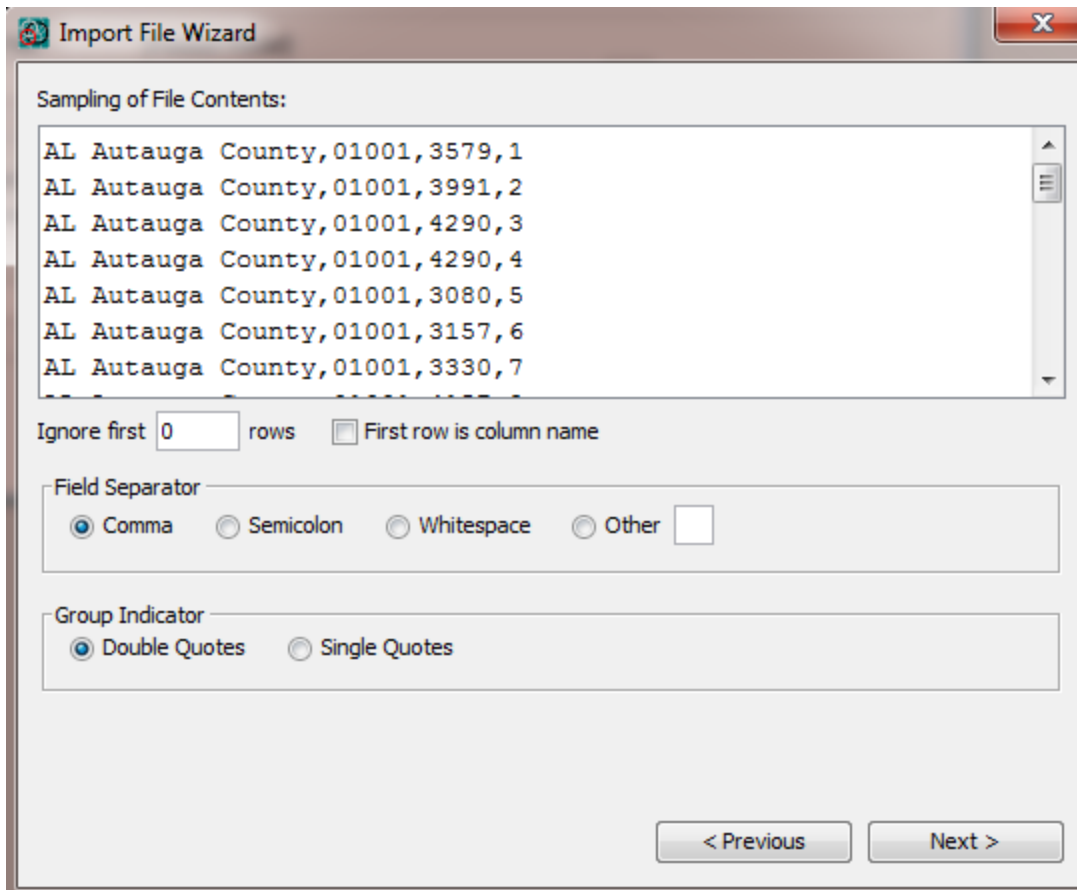 Import File Wizard
Sampling of File Contents:
AL Autauga County,01001,3579,1
AL Autauga County,01001,3991,2
AL Autauga County,01001,4290,3
AL Autauga County,01001,4290,4
AL Autauga County,01001,3080,5
AL Autauga County,01001,3157,6
AL Autauga County,01001,3330,7
Ignore first 0 rows First row is column name
Field Separator
Comma Semicolon Whitespace Other
Group Indicator
Double Quotes Single Quotes
< Previous Next >